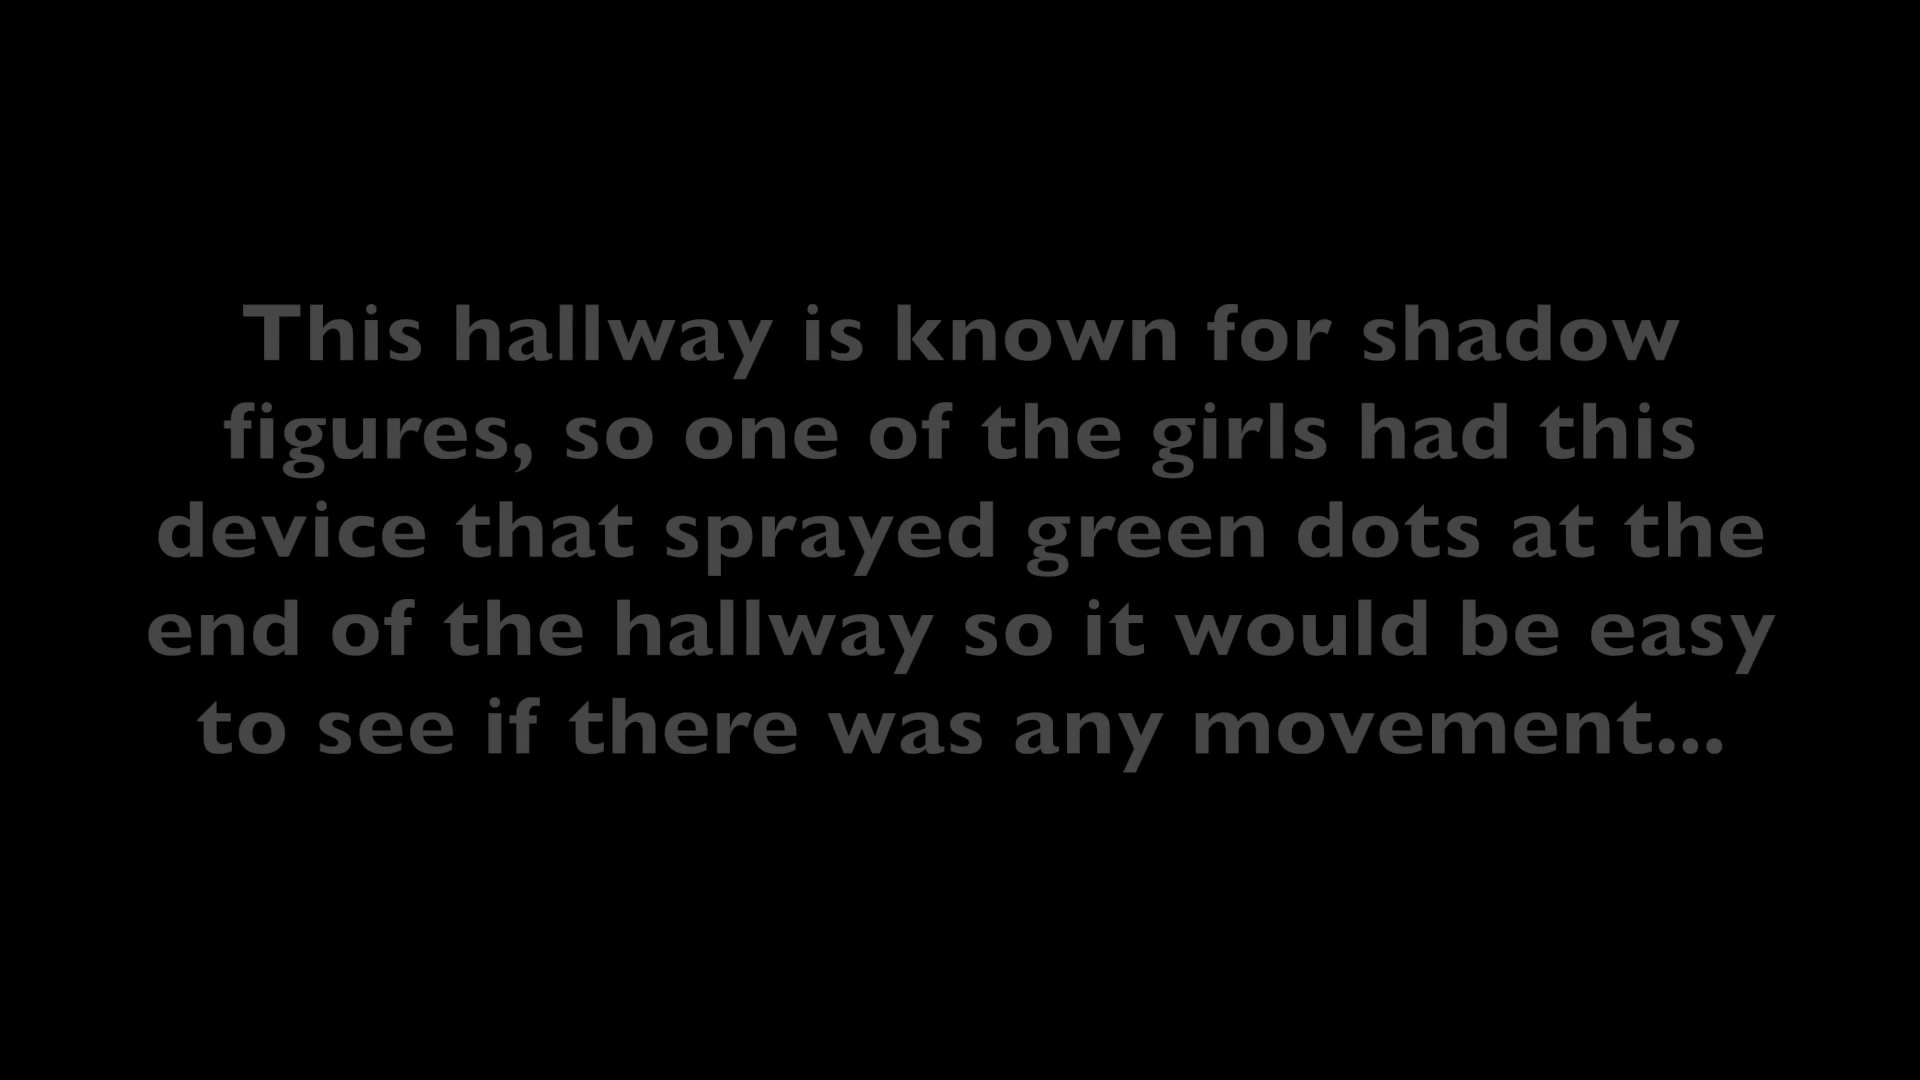 This hallway is known for shadow
figures, so one of the girls had this
device that sprayed green dots at the
end of the hallway so it would be easy
to see if there was any movement...